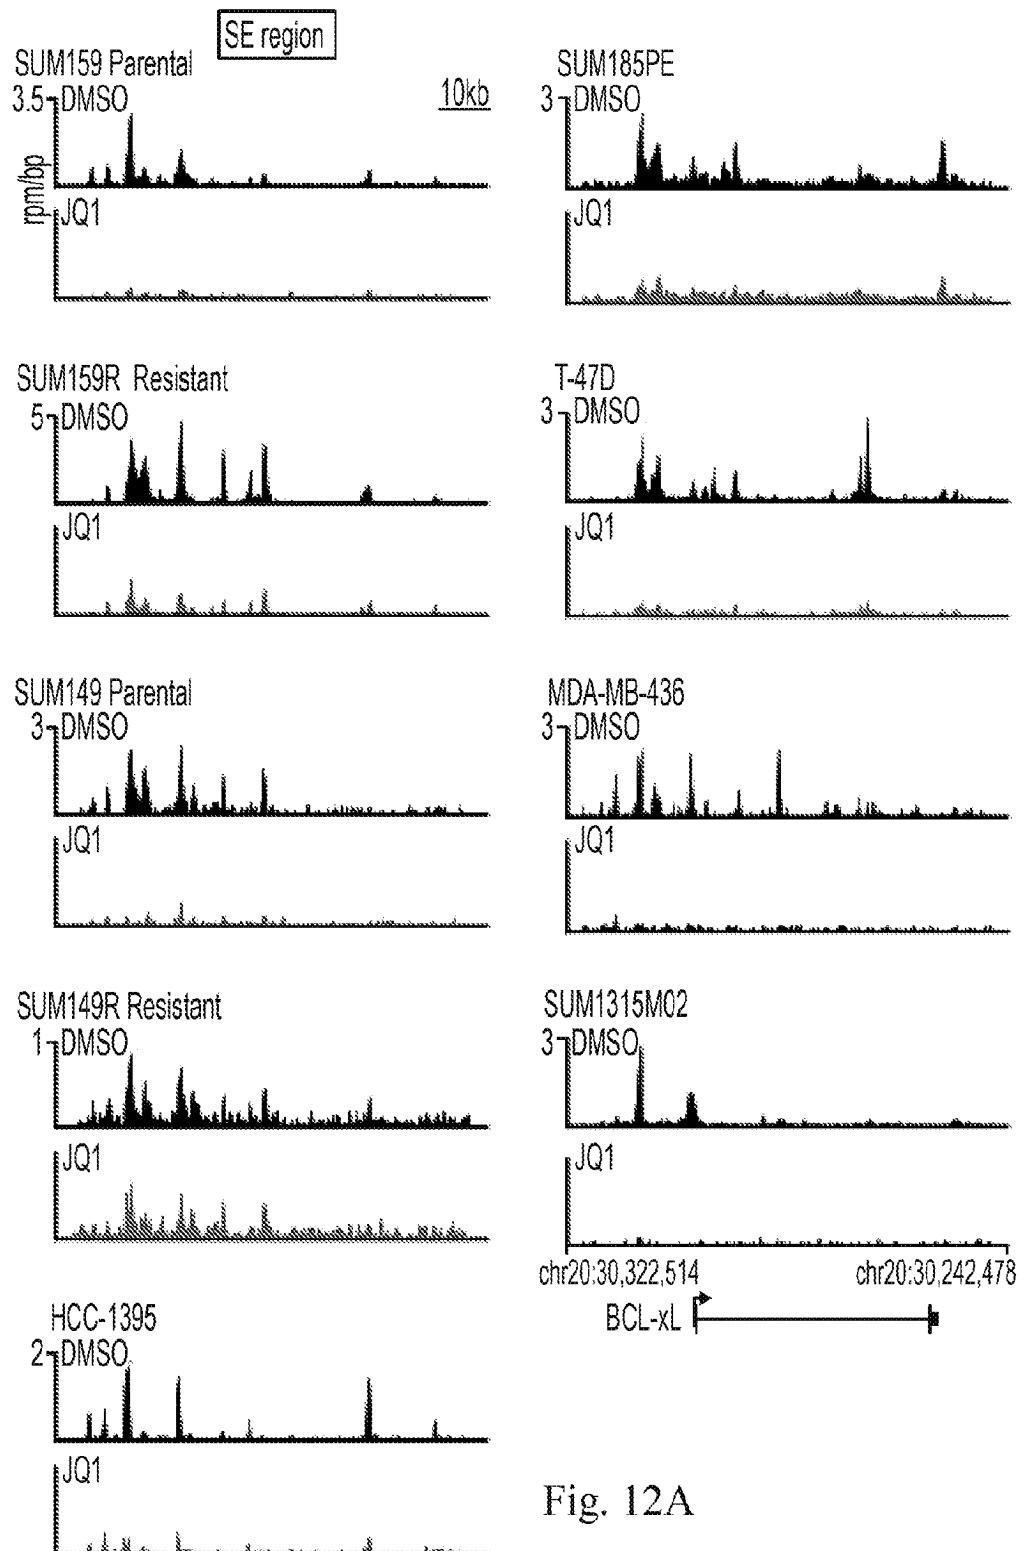 SE region
SUM159 Parental
3.5 DMSO
10kb
rpm/bp
JQ1
SUM159R Resistant
5 DMSO
JQ1
SUM149 Parental
3 DMSO
JQ1
SUM149R Resistant
1 DMSO
JQ1
HCC-1395
2 DMSO
JQ1
SUM185PE
3 DMSO
JQ1
T-47D
3 DMSO
JQ1
MDA-MB-436
3 DMSO
JQ1
SUM1315M02
3 DMSO
JQ1
chr20:30,322,514 chr20:30,242,478
BCL-xL
Fig. 12A